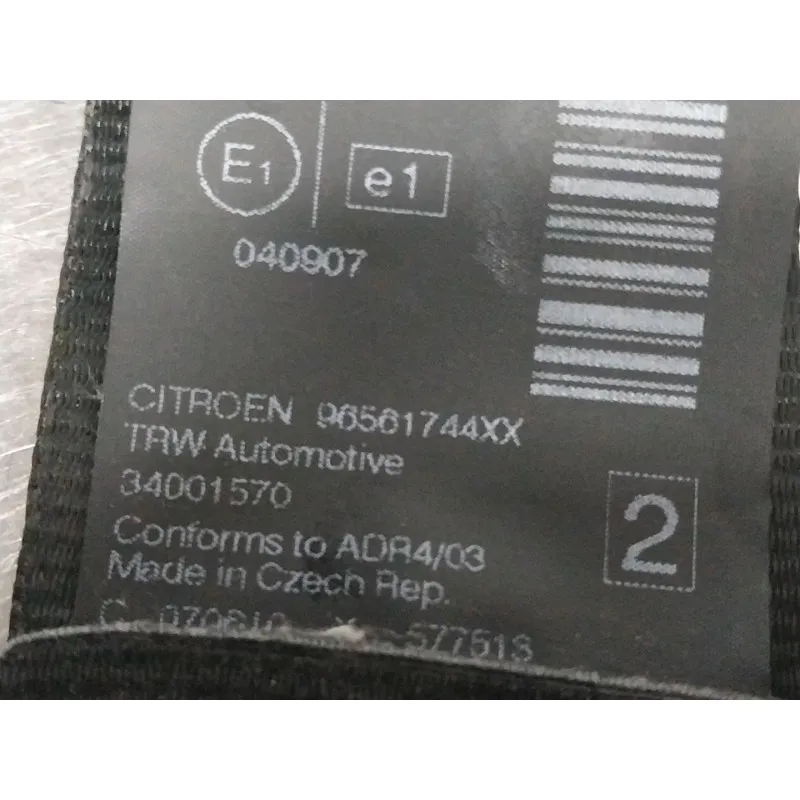 E1
e1
040907
CITROEN 96561744XX
TRW Automotive
34001570
2
Conforms to ADR4/03
Made in Czech Rep.